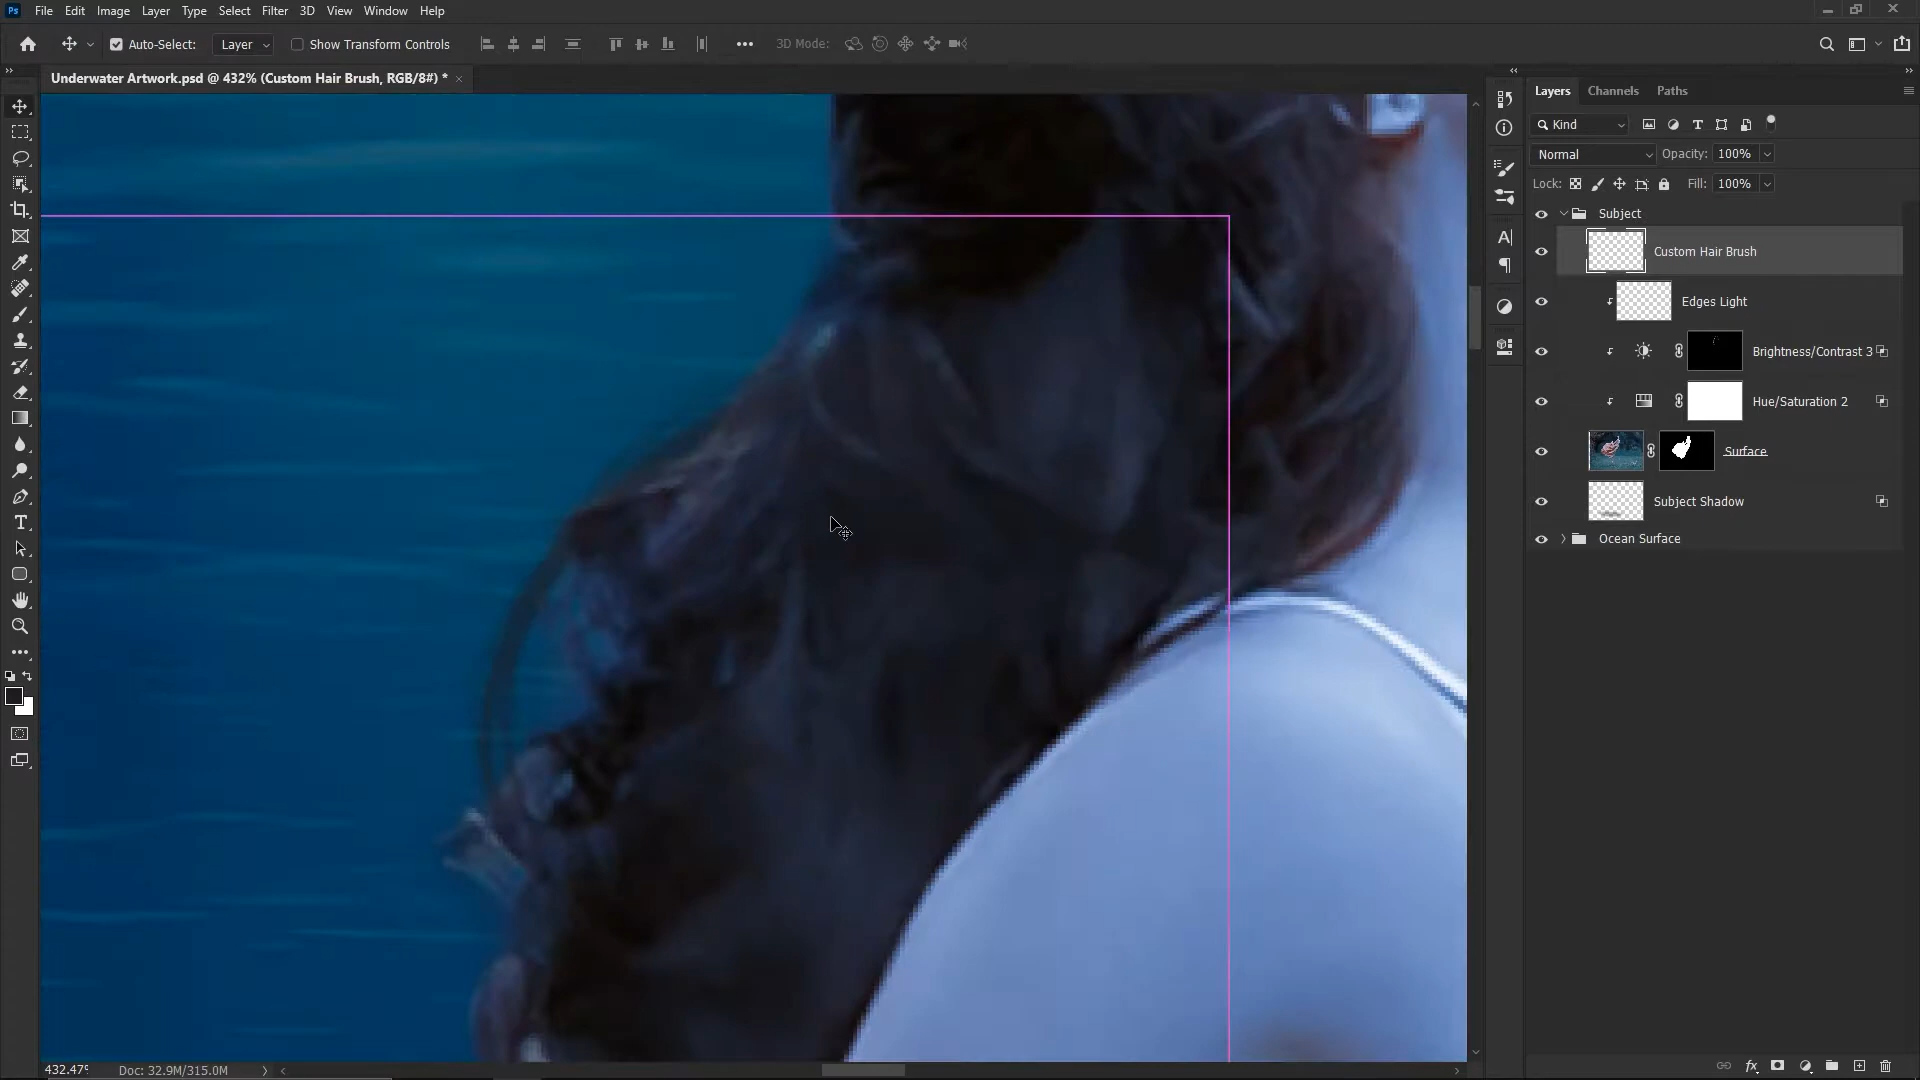 Ps File Edit Image Layer Type Select Filter 3D View Window Help
Auto-Select: Layer Show Transform Controls 3D Mode:
Underwater Artwork.psd @ 432% (Custom Hair Brush, RGB/8#) *
Layers Channels Paths
Kind
Normal Opacity: 100%
Lock: Fill: 100%
Subject
Custom Hair Brush
Edges Light
Brightness/Contrast 3
Hue/Saturation 2
Surface
Subject Shadow
Ocean Surface
432.47% Doc: 32.9M/315.0M